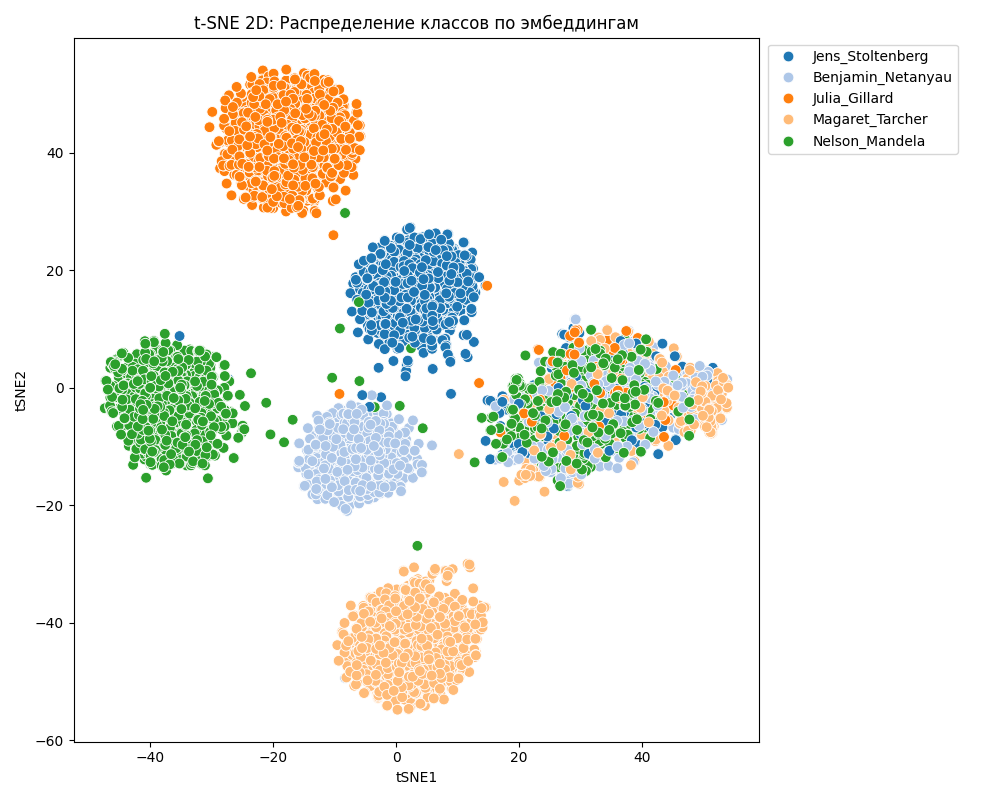 t-SNE 2D: Распределение классов по эмбеддингам
Jens_Stoltenberg
Benjamin_Netanyau
Julia_Gillard
Magaret_Tarcher
Nelson_Mandela
40
20
0
−20
−40
−60
−40
−20
0
20
40
tSNE1
tSNE2